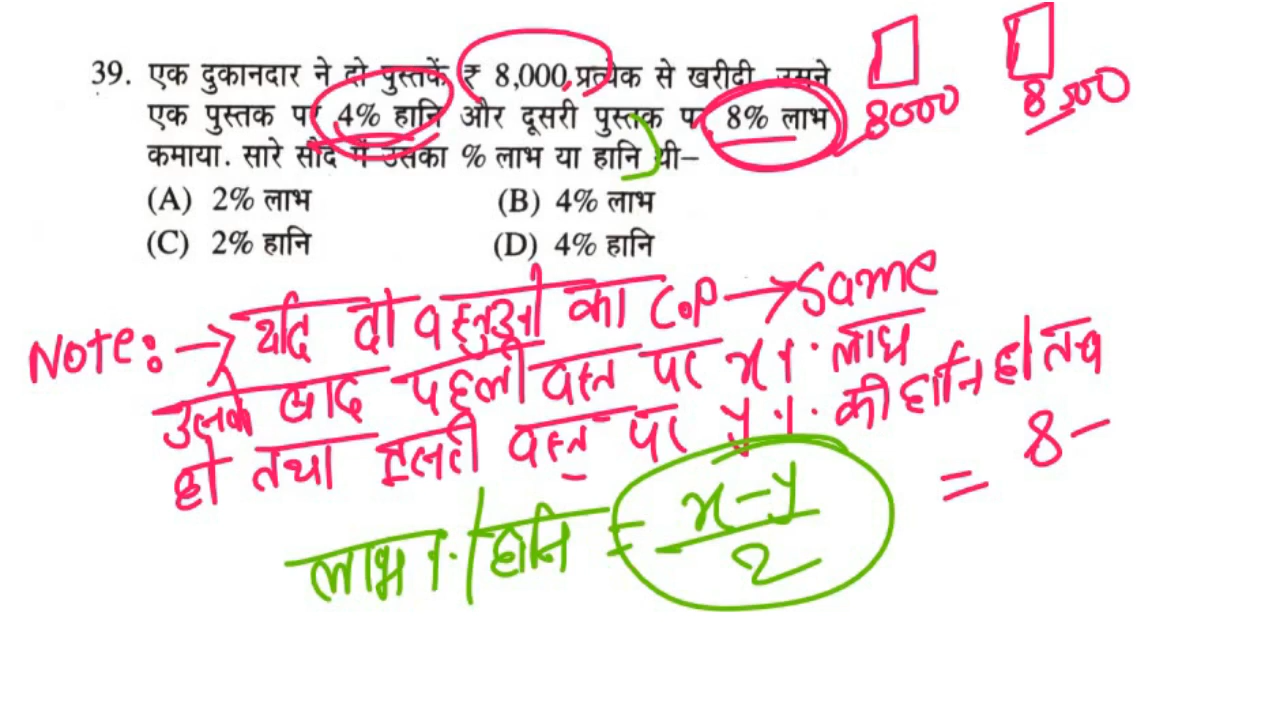 39. एक दुकानदार ने दो पुस्तकें ₹ 8,000 प्रत्येक से खरीदी उसने
एक पुस्तक पर 4% हानि और दूसरी पुस्तक पर 8% लाभ
कमाया. सारे सौदे में उसका % लाभ या हानि थी–
(A) 2% लाभ (B) 4% लाभ
(C) 2% हानि (D) 4% हानि
8000 8000
Note: → यदि दो वस्तुओं का C.P → Same
उसके बाद पहली वस्तु पर x % लाभ
हो तथा दूसरी वस्तु पर y % की हानि हो तब
लाभ % / हानि = x – y / 2
= 8 –